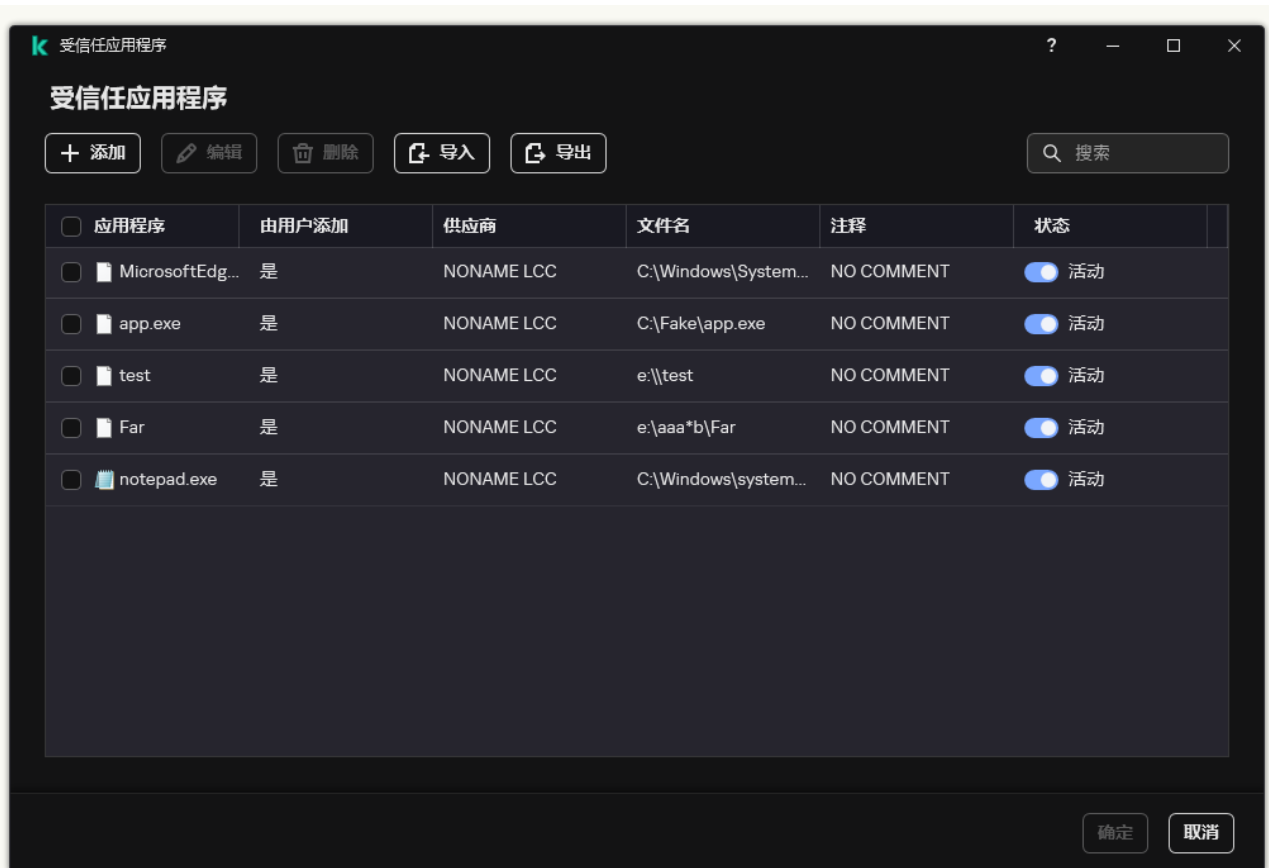 受信任应用程序 ?
受信任应用程序
添加 编辑 删除 导入 导出 搜索
应用程序 由用户添加 供应商 文件名 注释 状态
MicrosoftEdg... 是 NONAME LCC C:\Windows\System... NO COMMENT 活动
app.exe 是 NONAME LCC C:\Fake\app.exe NO COMMENT 活动
test 是 NONAME LCC e:\\test NO COMMENT 活动
Far 是 NONAME LCC e:\aaa*b\Far NO COMMENT 活动
notepad.exe 是 NONAME LCC C:\Windows\system... NO COMMENT 活动
确定 取消